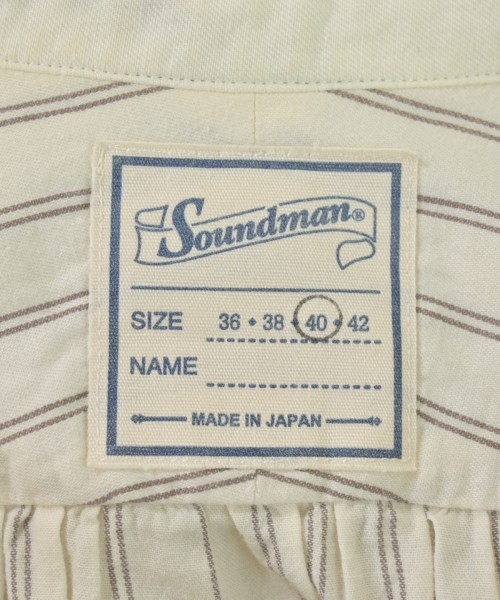 Soundman®
SIZE 36 • 38 • 40 • 42
NAME
MADE IN JAPAN